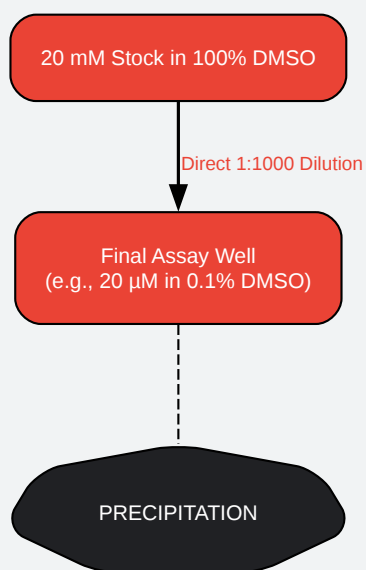 20 mM Stock in 100% DMSO
Direct 1:1000 Dilution
Final Assay Well
(e.g., 20 µM in 0.1% DMSO)
PRECIPITATION